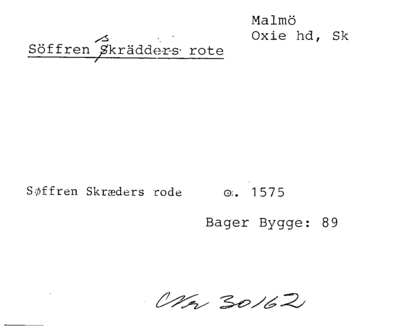 Malmö
Oxie hd, Sk
Söffren Skrädders rote
Søffren Skræders rode o. 1575
Bager Bygge: 89
Nr 30162